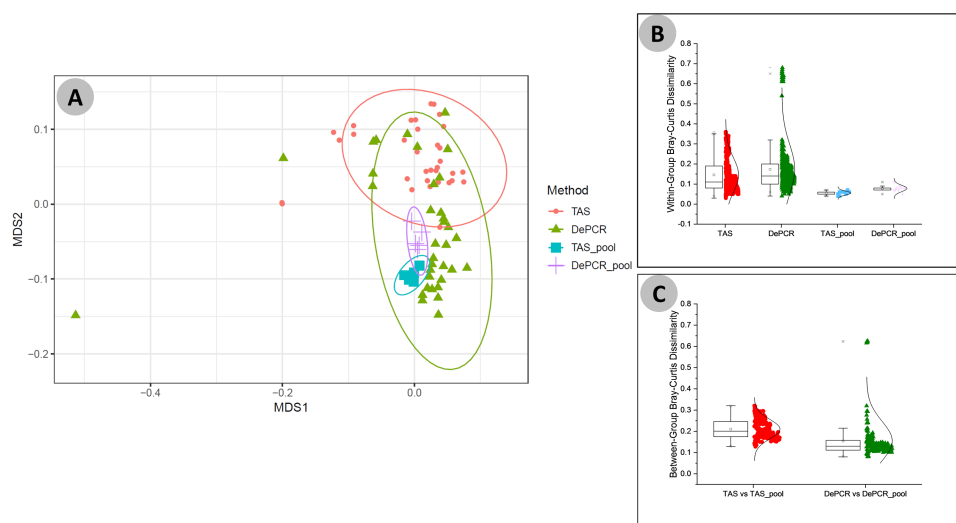 A
0.1
0.0
−0.1
−0.2
MDS2
−0.4
−0.2
0.0
MDS1
Method
TAS
DePCR
TAS_pool
DePCR_pool
B
Within-Group Bray-Curtis Dissimilarity
0.8
0.7
0.6
0.5
0.4
0.3
0.2
0.1
0.0
-0.1
TAS
DePCR
TAS_pool
DePCR_pool
C
Between-Group Bray-Curtis Dissimilarity
0.8
0.7
0.6
0.5
0.4
0.3
0.2
0.1
0.0
TAS vs TAS_pool
DePCR vs DePCR_pool